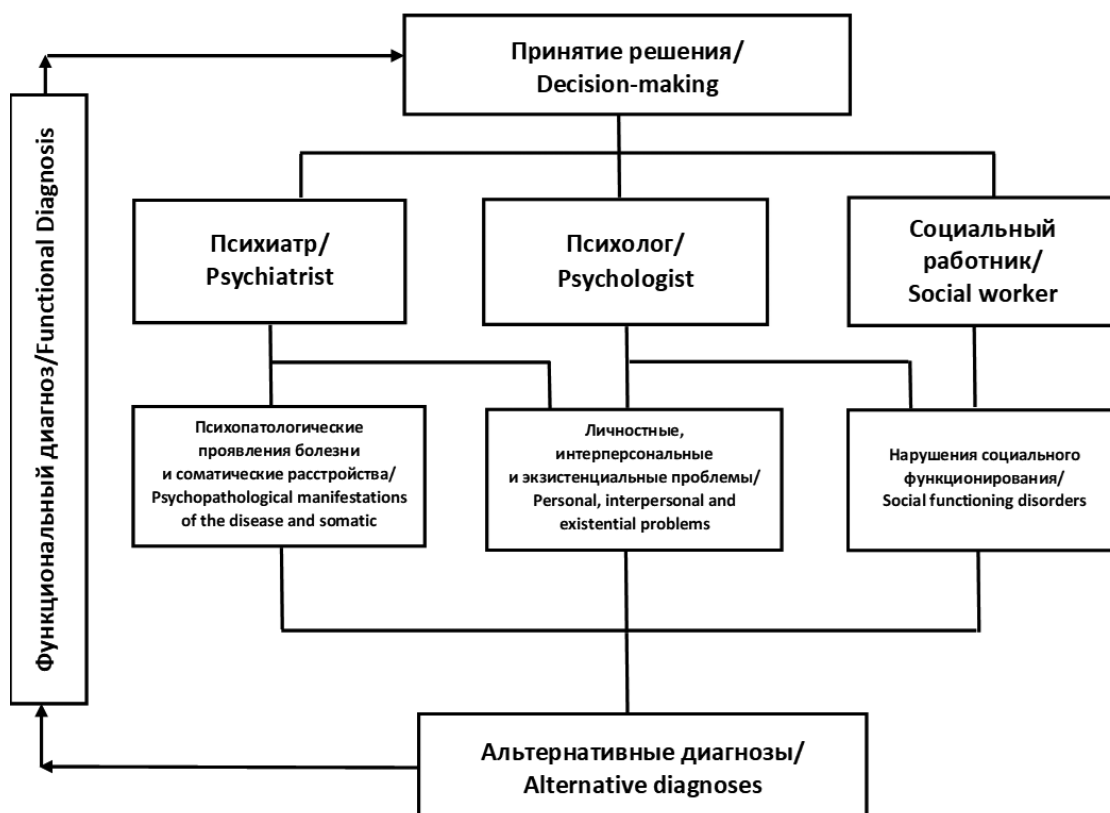 Принятие решения/
Decision-making
Функциональный диагноз/Functional Diagnosis
Психиатр/
Psychiatrist
Психолог/
Psychologist
Социальный
работник/
Social worker
Психопатологические
проявления болезни
и соматические расстройства/
Psychopathological manifestations
of the disease and somatic
Личностные,
интерперсональные
и экзистенциальные проблемы/
Personal, interpersonal and
existential problems
Нарушения социального
функционирования/
Social functioning disorders
Альтернативные диагнозы/
Alternative diagnoses